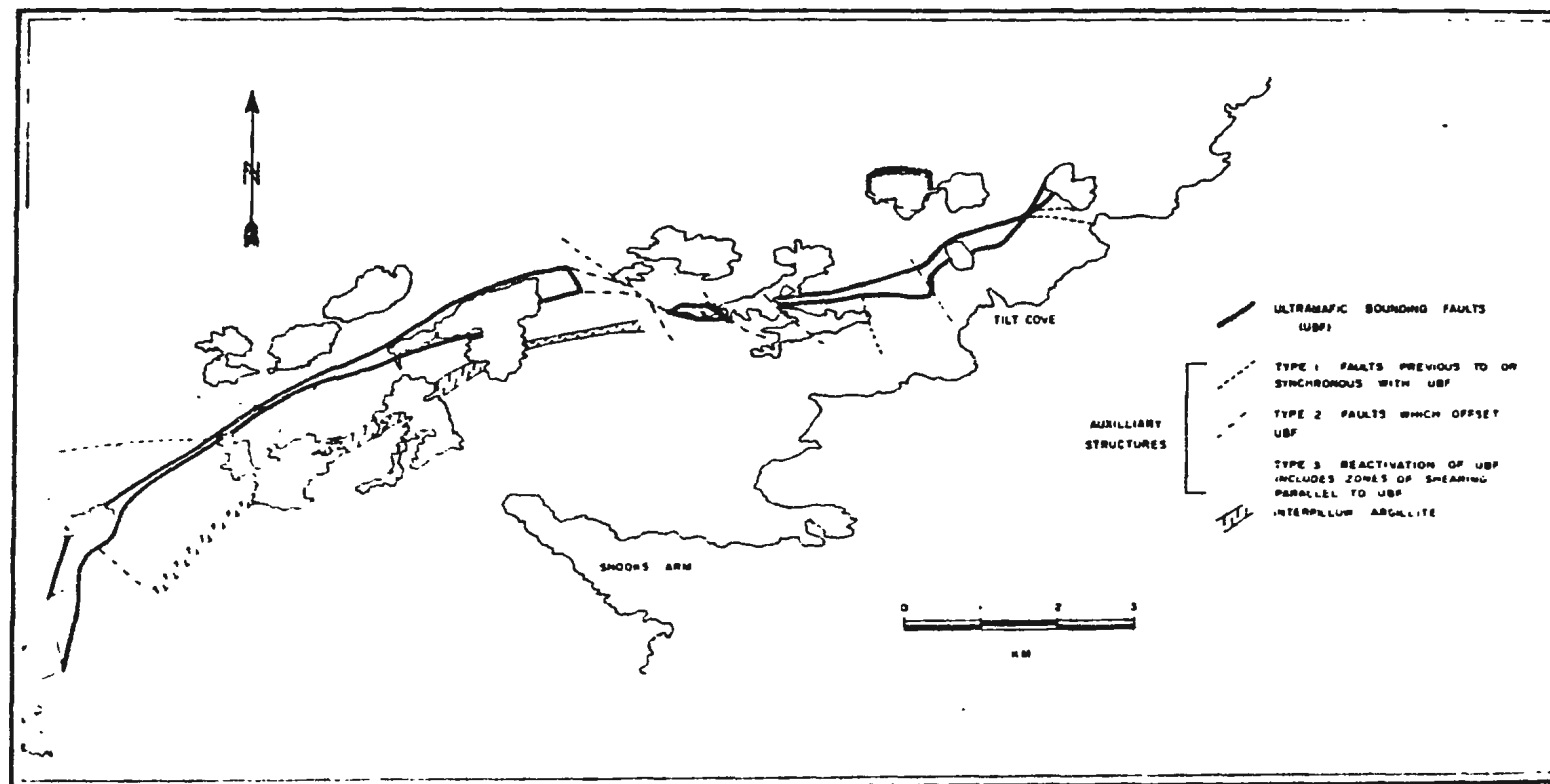 N
TILT COVE
SNOOKS ARM
0 1 2 3
KM
ULTRAMAFIC BOUNDING FAULTS
(UBF)
AUXILLIARY
STRUCTURES
TYPE 1 FAULTS PREVIOUS TO OR
SYNCHRONOUS WITH UBF
TYPE 2 FAULTS WHICH OFFSET
UBF
TYPE 3 REACTIVATION OF UBF
INCLUDES ZONES OF SHEARING
PARALLEL TO UBF
INTERPILLOW ARGILLITE